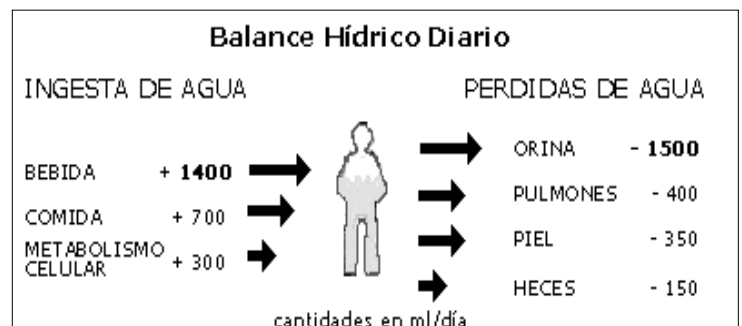 Balance Hídrico Diario
INGESTA DE AGUA
BEBIDA + 1400
COMIDA + 700
METABOLISMO
CELULAR + 300
PERDIDAS DE AGUA
ORINA - 1500
PULMONES - 400
PIEL - 350
HECES - 150
cantidades en ml/día